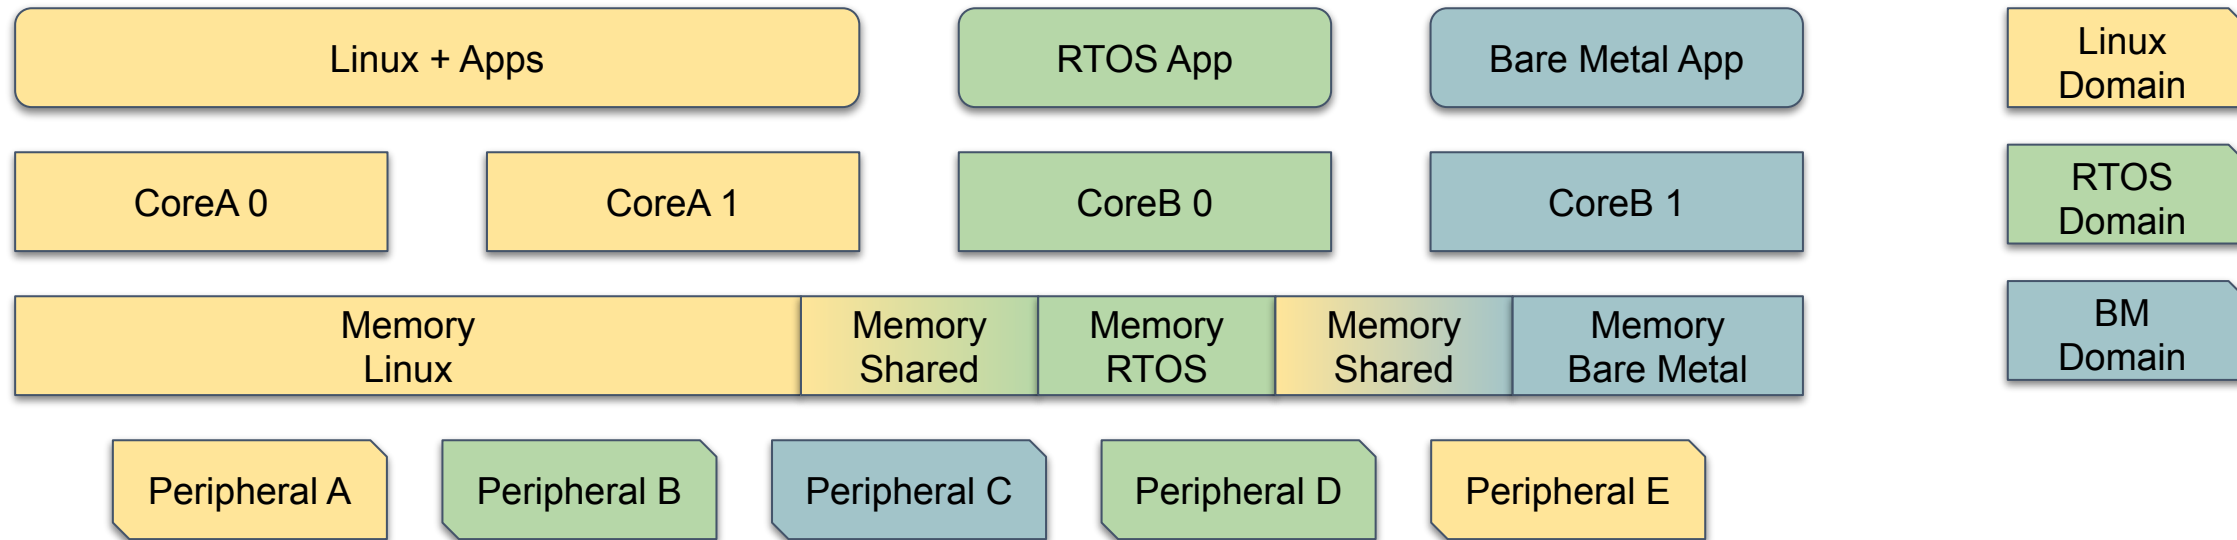 Linux + Apps
RTOS App
Bare Metal App
Linux
Domain
CoreA 0
CoreA 1
CoreB 0
CoreB 1
RTOS
Domain
Memory
Linux
Memory
Shared
Memory
RTOS
Memory
Shared
Memory
Bare Metal
BM
Domain
Peripheral A
Peripheral B
Peripheral C
Peripheral D
Peripheral E